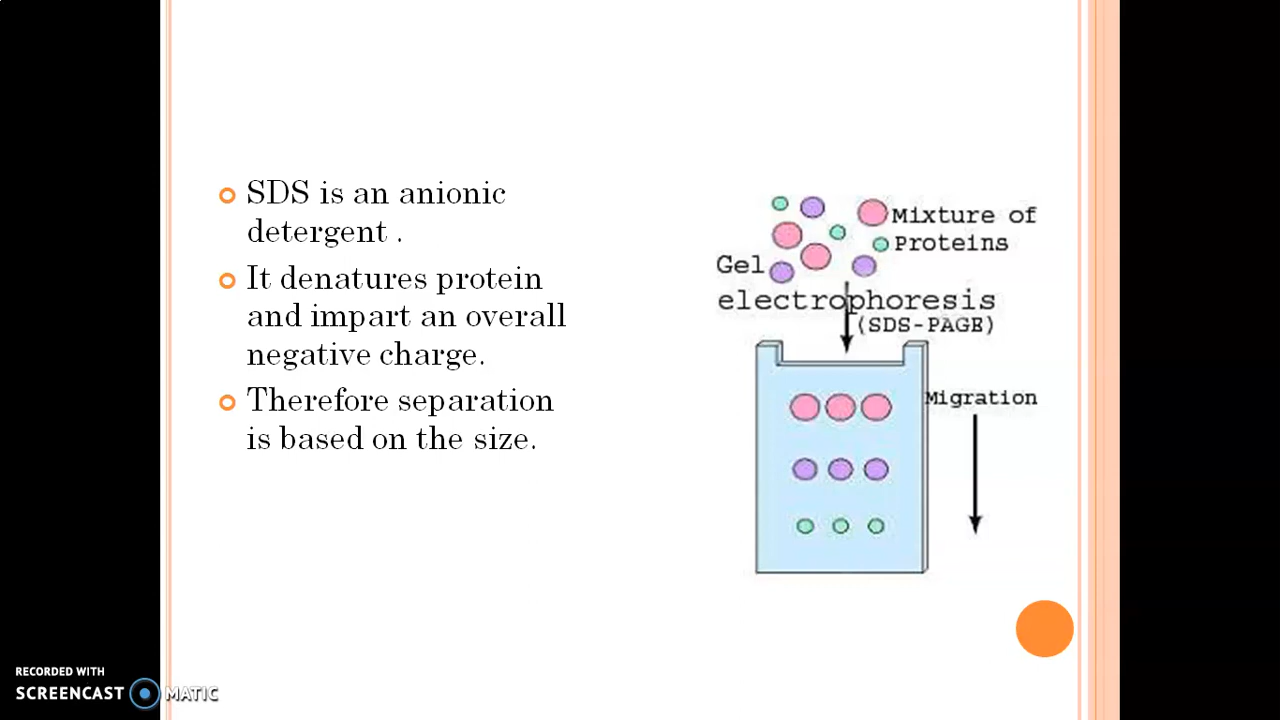 SDS is an anionic
detergent .
It denatures protein
and impart an overall
negative charge.
Therefore separation
is based on the size.
Mixture of
Proteins
Gel
electrophoresis
(SDS-PAGE)
Migration
RECORDED WITH
SCREENCAST MATIC